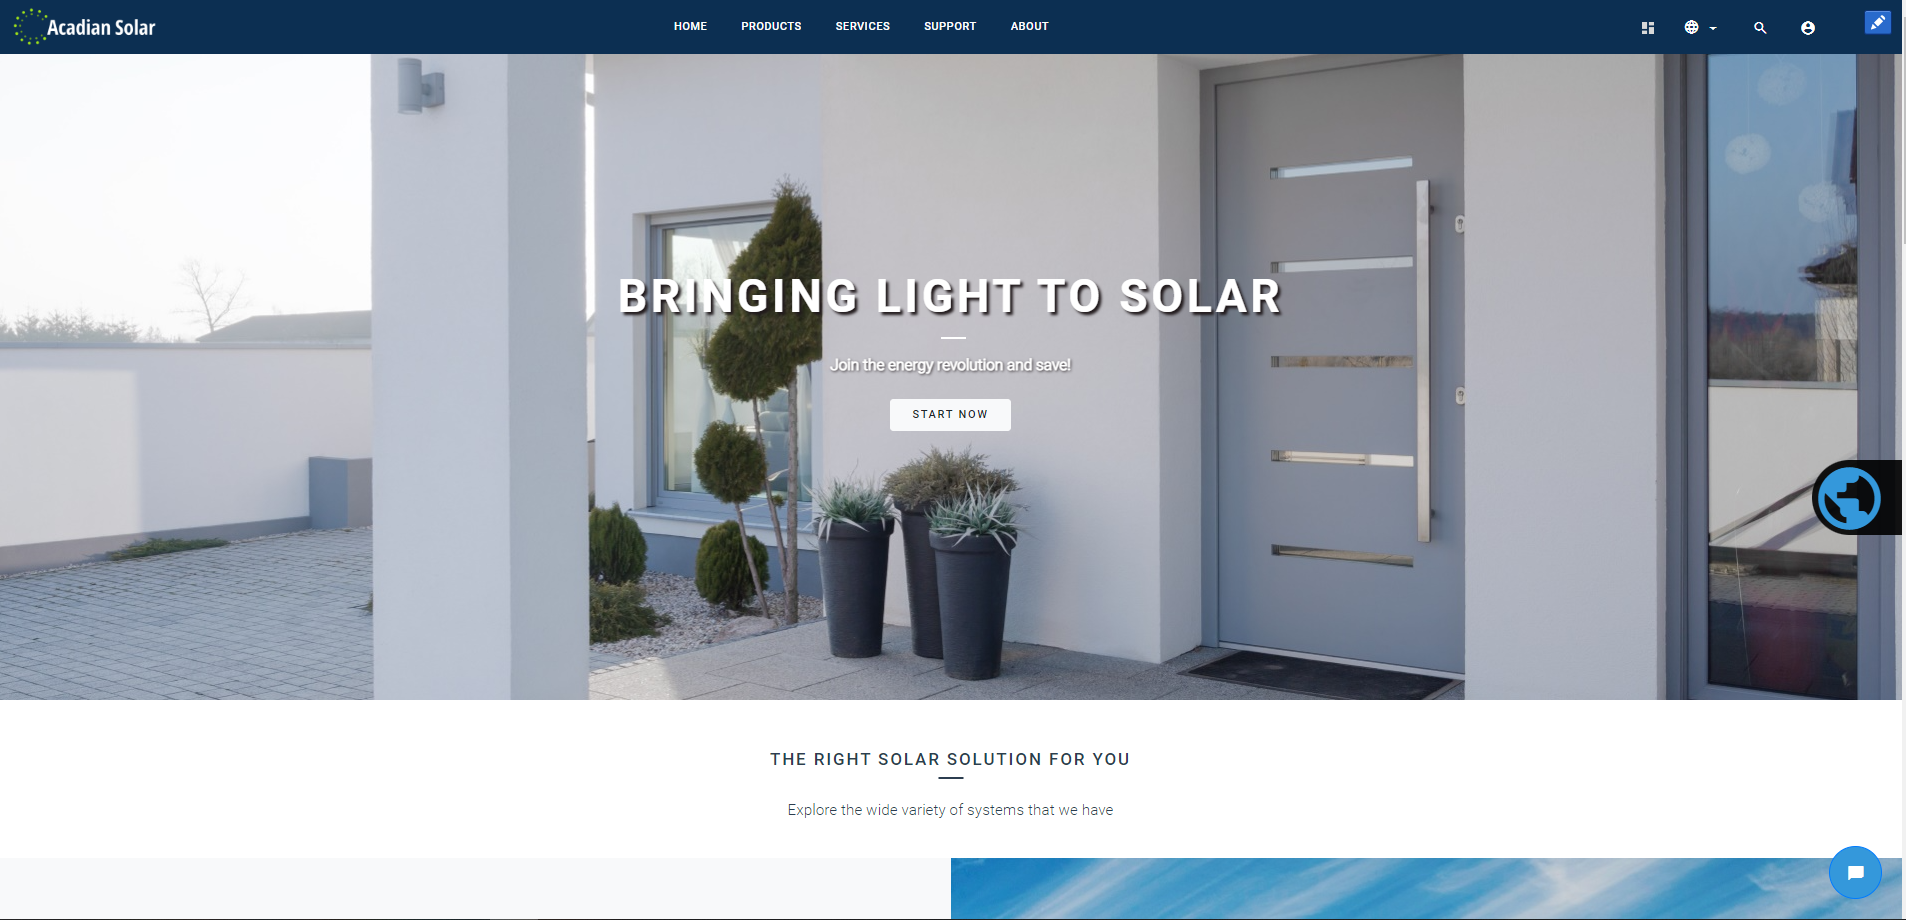 Acadian Solar
HOME PRODUCTS SERVICES SUPPORT ABOUT
BRINGING LIGHT TO SOLAR
Join the energy revolution and save!
START NOW
THE RIGHT SOLAR SOLUTION FOR YOU
Explore the wide variety of systems that we have